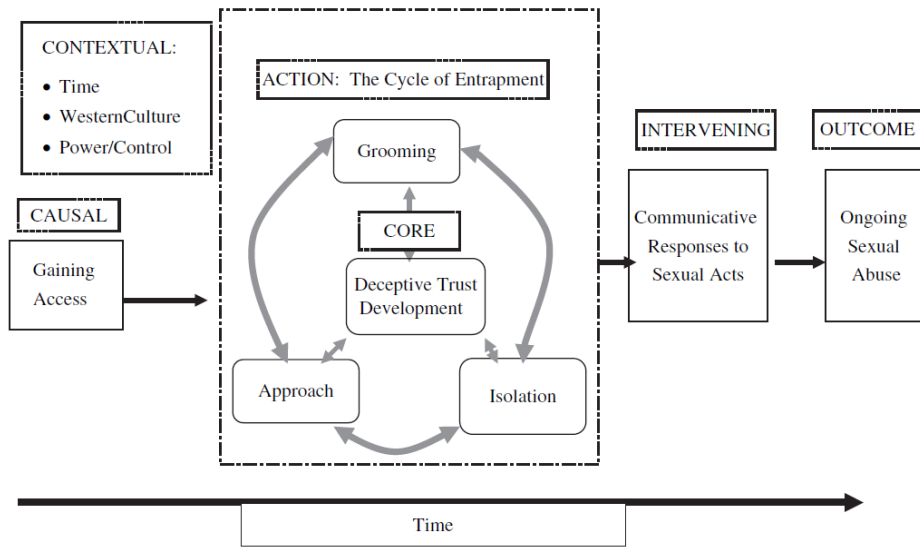 CONTEXTUAL:
• Time
• WesternCulture
• Power/Control
CAUSAL
Gaining
Access
ACTION: The Cycle of Entrapment
Grooming
CORE
Deceptive Trust
Development
Approach
Isolation
INTERVENING
Communicative
Responses to
Sexual Acts
OUTCOME
Ongoing
Sexual
Abuse
Time